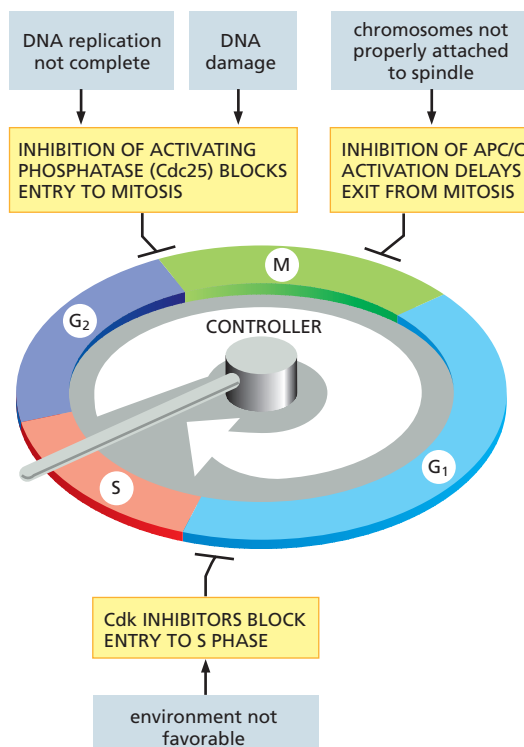 DNA replication
not complete
DNA
damage
chromosomes not
properly attached
to spindle
INHIBITION OF ACTIVATING
PHOSPHATASE (Cdc25) BLOCKS
ENTRY TO MITOSIS
INHIBITION OF APC/C
ACTIVATION DELAYS
EXIT FROM MITOSIS
M
G2
CONTROLLER
S
G1
Cdk INHIBITORS BLOCK
ENTRY TO S PHASE
environment not
favorable